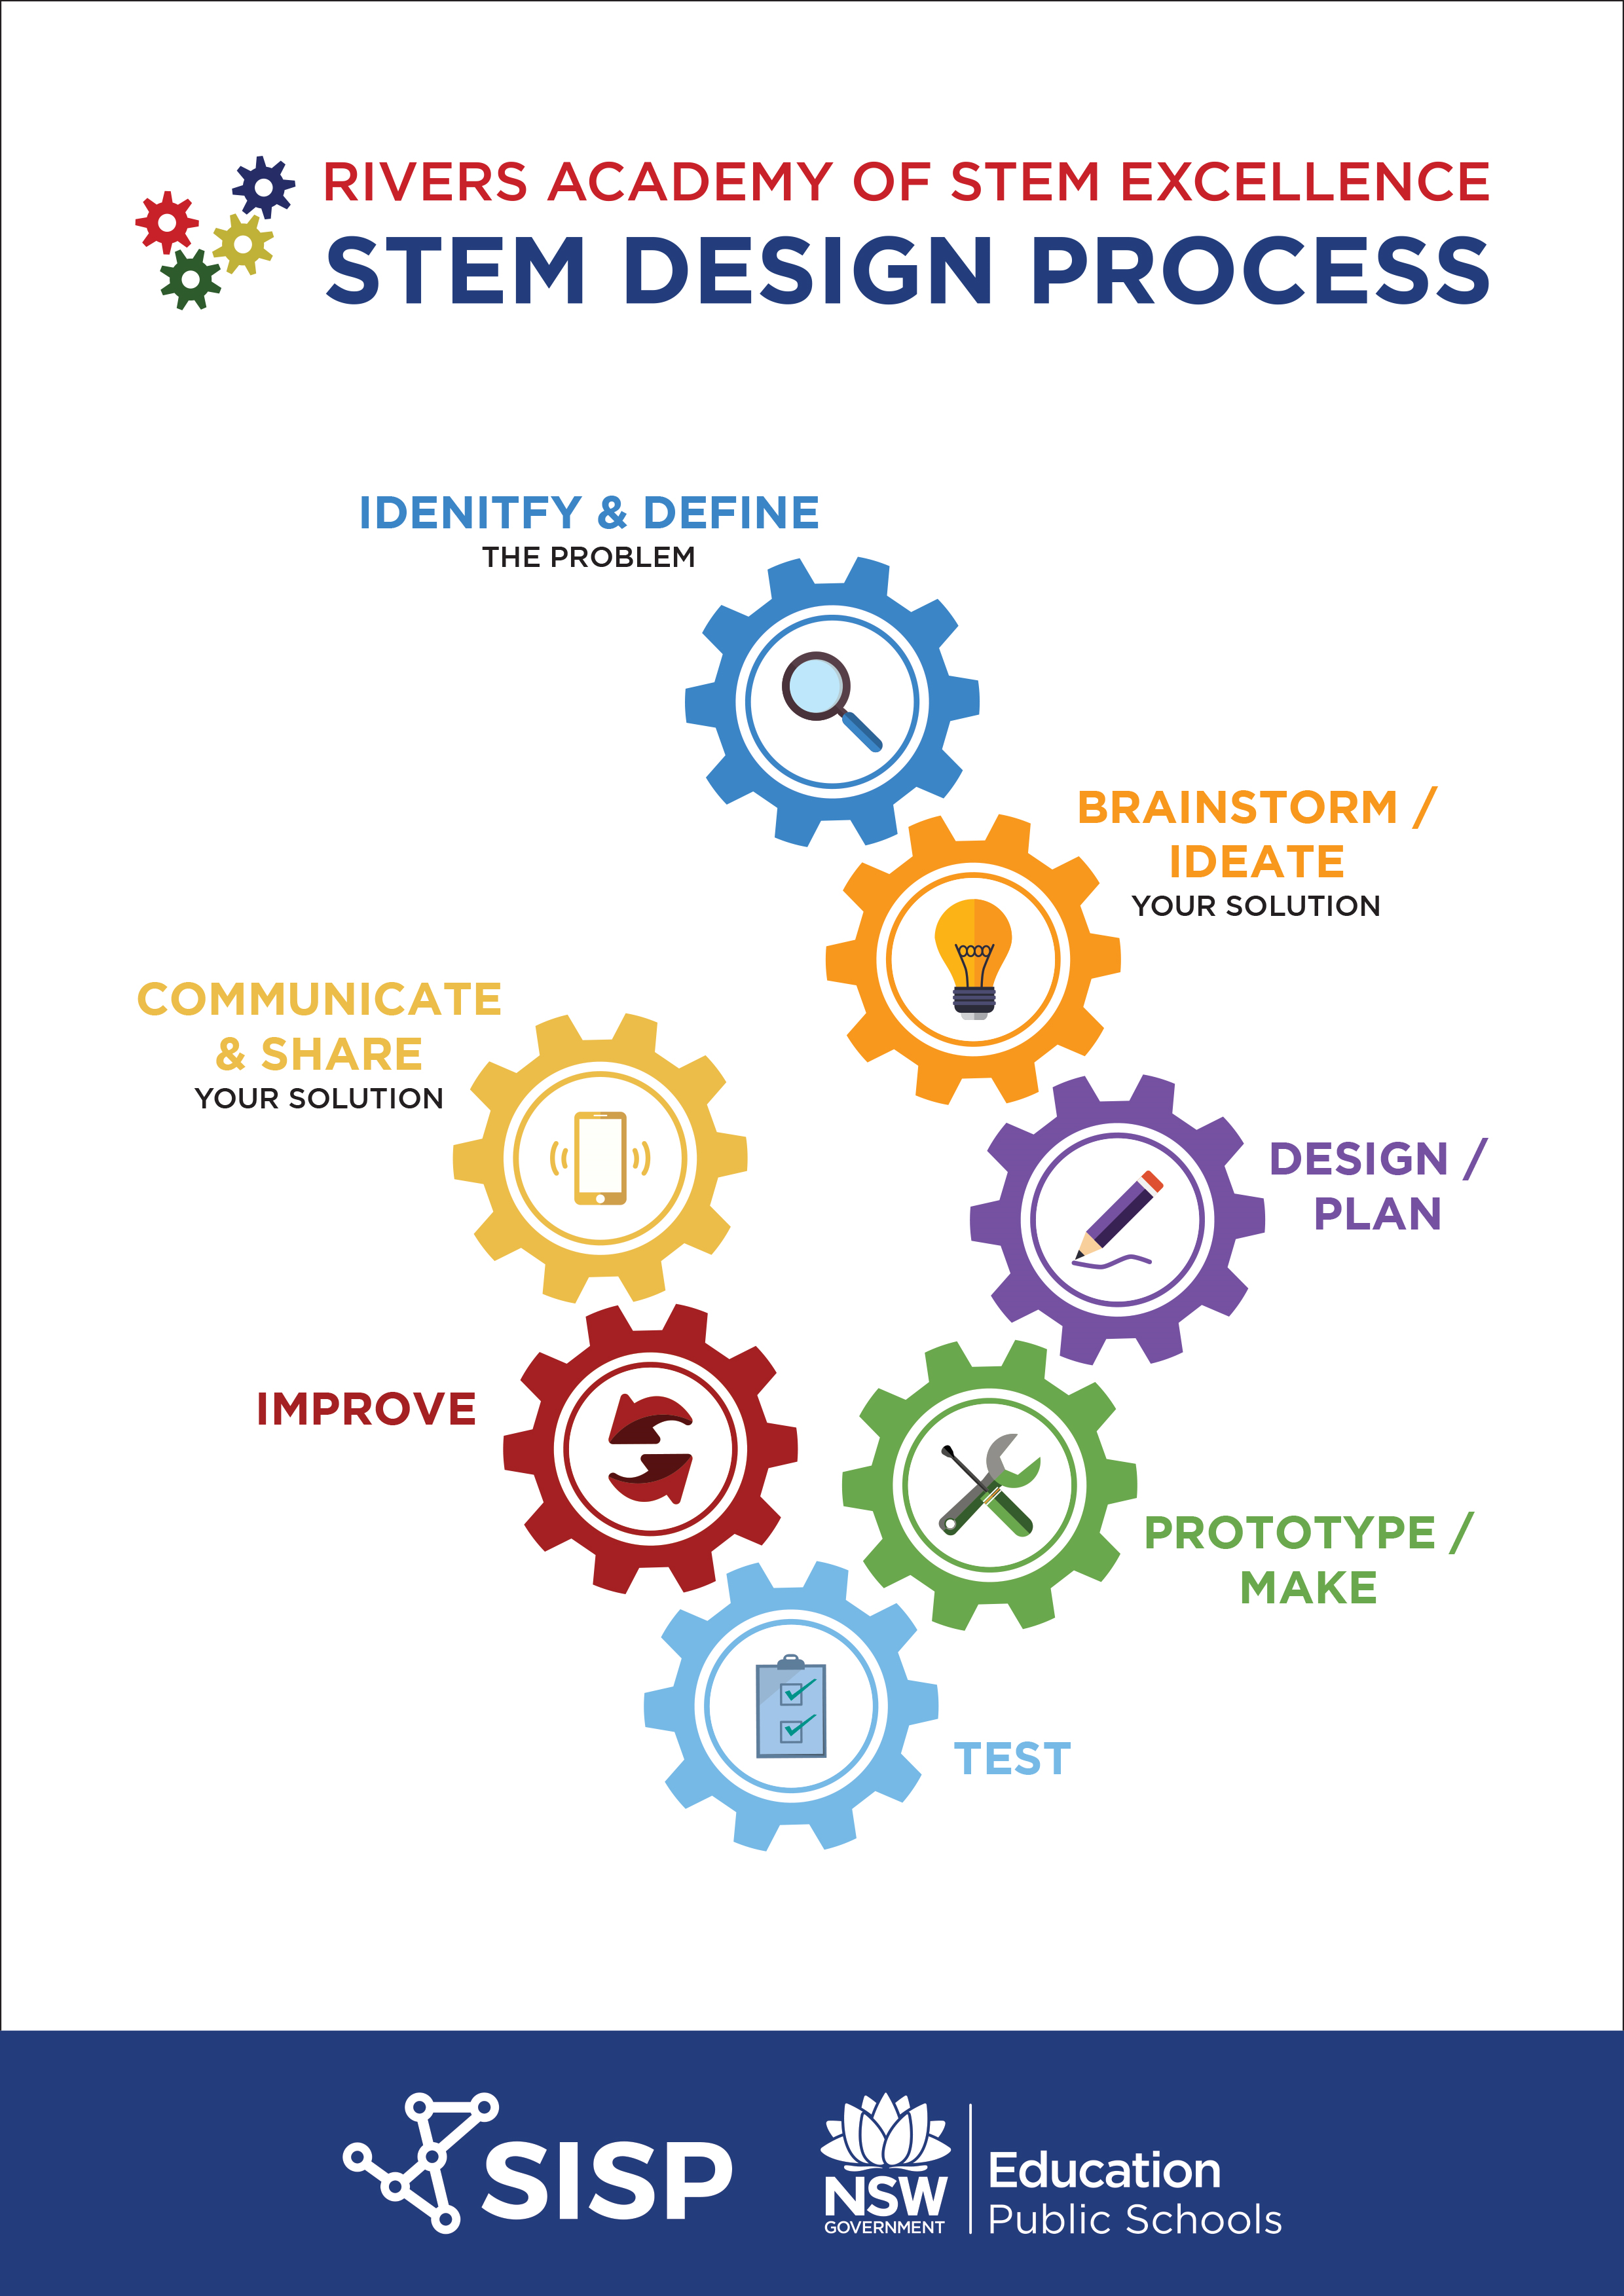 RIVERS ACADEMY OF STEM EXCELLENCE
STEM DESIGN PROCESS
IDENITFY & DEFINE
THE PROBLEM
BRAINSTORM /
IDEATE
YOUR SOLUTION
COMMUNICATE
& SHARE
YOUR SOLUTION
DESIGN /
PLAN
IMPROVE
PROTOTYPE /
MAKE
TEST
SISP
NSW
GOVERNMENT
Education
Public Schools